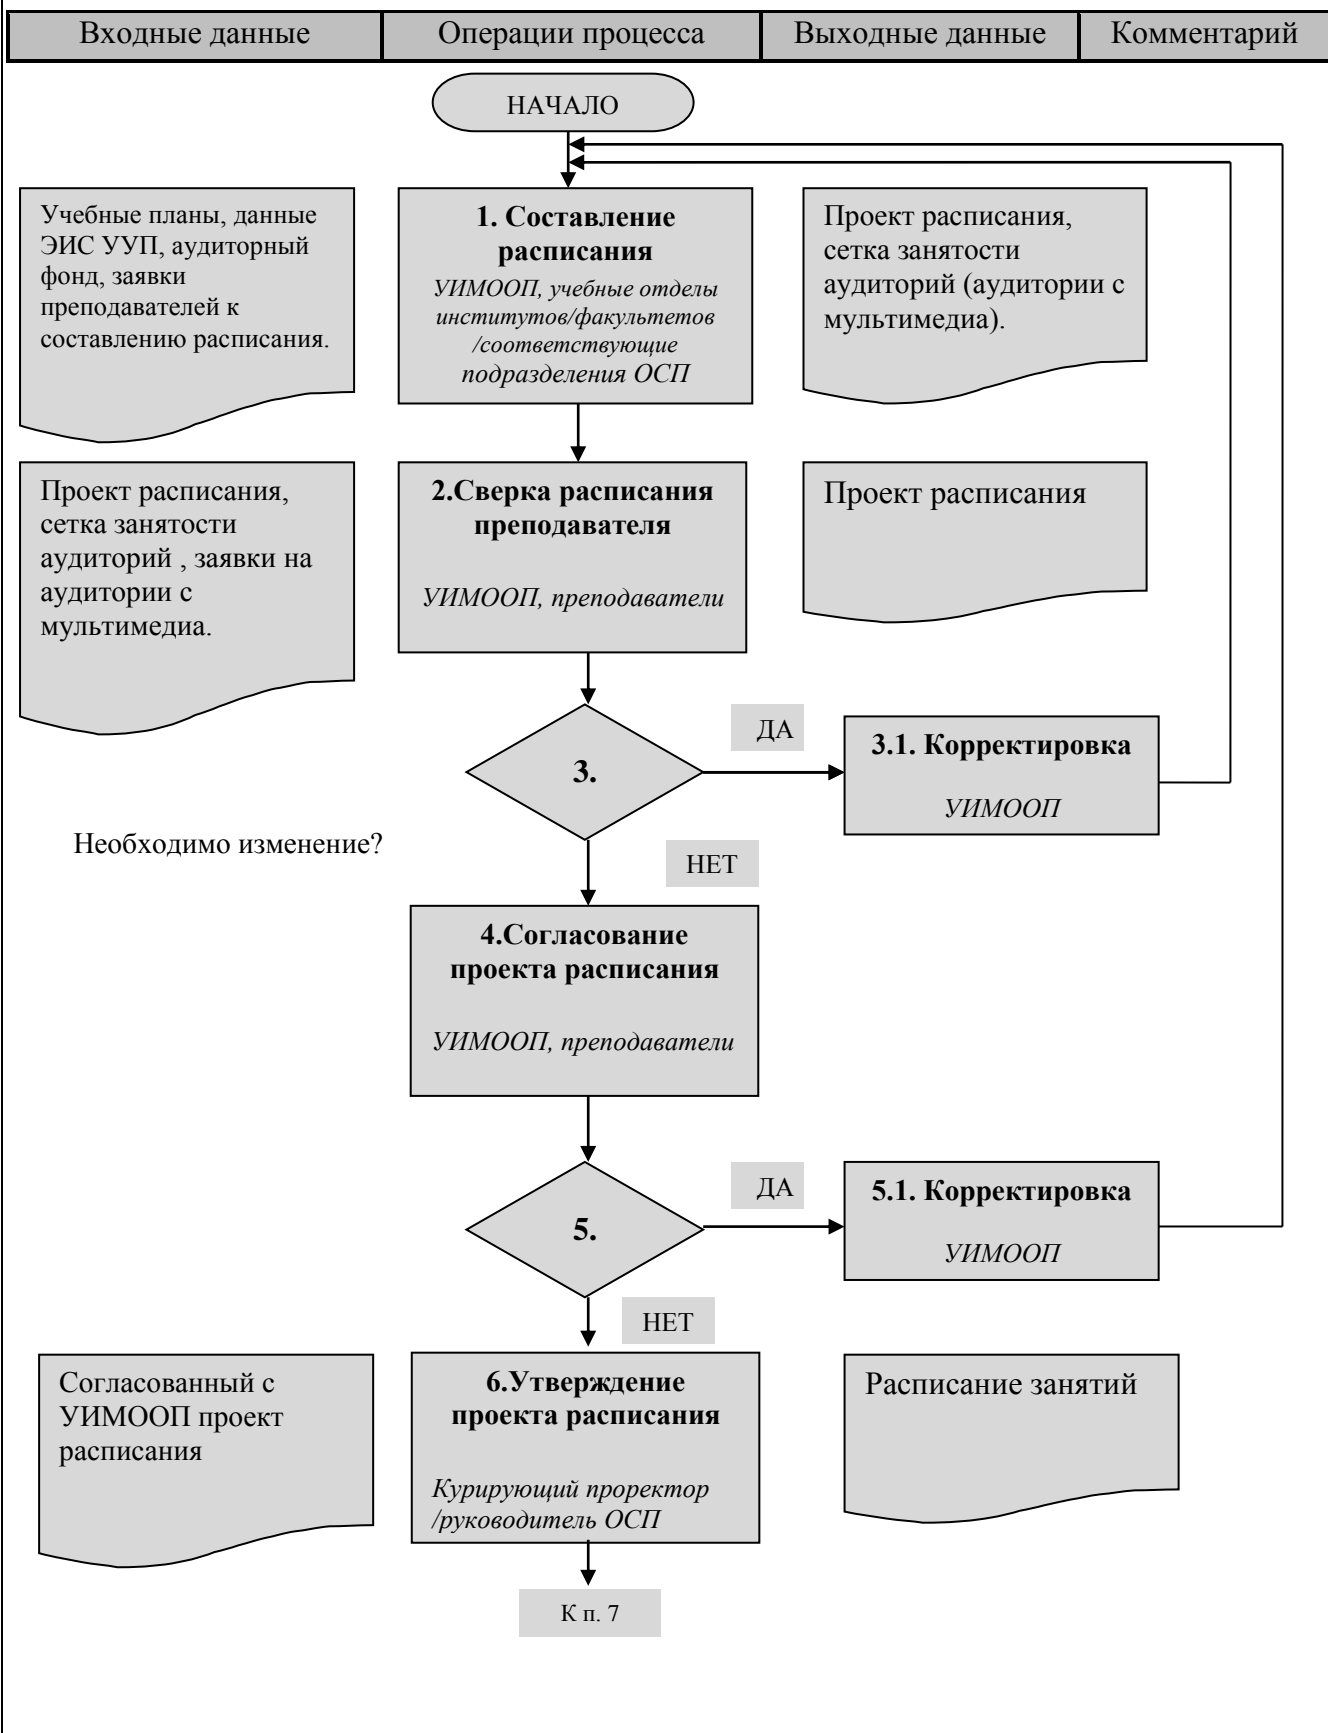 Входные данные
Операции процесса
Выходные данные
Комментарий
НАЧАЛО
Учебные планы, данные
ЭИС УУП, аудиторный
фонд, заявки
преподавателей к
составлению расписания.
1. Составление
расписания
УИМООП, учебные отделы
институтов/факультетов
/соответствующие
подразделения ОСП
Проект расписания,
сетка занятости
аудиторий (аудитории с
мультимедиа).
Проект расписания,
сетка занятости
аудиторий , заявки на
аудитории с
мультимедиа.
2.Сверка расписания
преподавателя
УИМООП, преподаватели
Проект расписания
3.
ДА
3.1. Корректировка
УИМООП
Необходимо изменение?
НЕТ
4.Согласование
проекта расписания
УИМООП, преподаватели
5.
ДА
5.1. Корректировка
УИМООП
НЕТ
Согласованный с
УИМООП проект
расписания
6.Утверждение
проекта расписания
Курирующий проректор
/руководитель ОСП
Расписание занятий
К п. 7